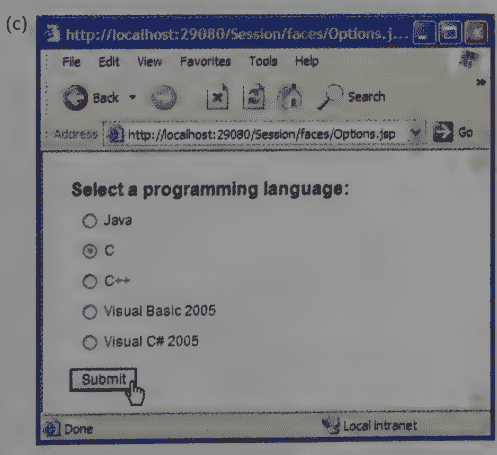 (c)
http://localhost:29080/Session/faces/Options.js...
File Edit View Favorites Tools Help
Back Search
Address http://localhost:29080/Session/faces/Options.jsp Go
Select a programming language:
Java
C
C++
Visual Basic 2005
Visual C# 2005
Submit
Done Local intranet